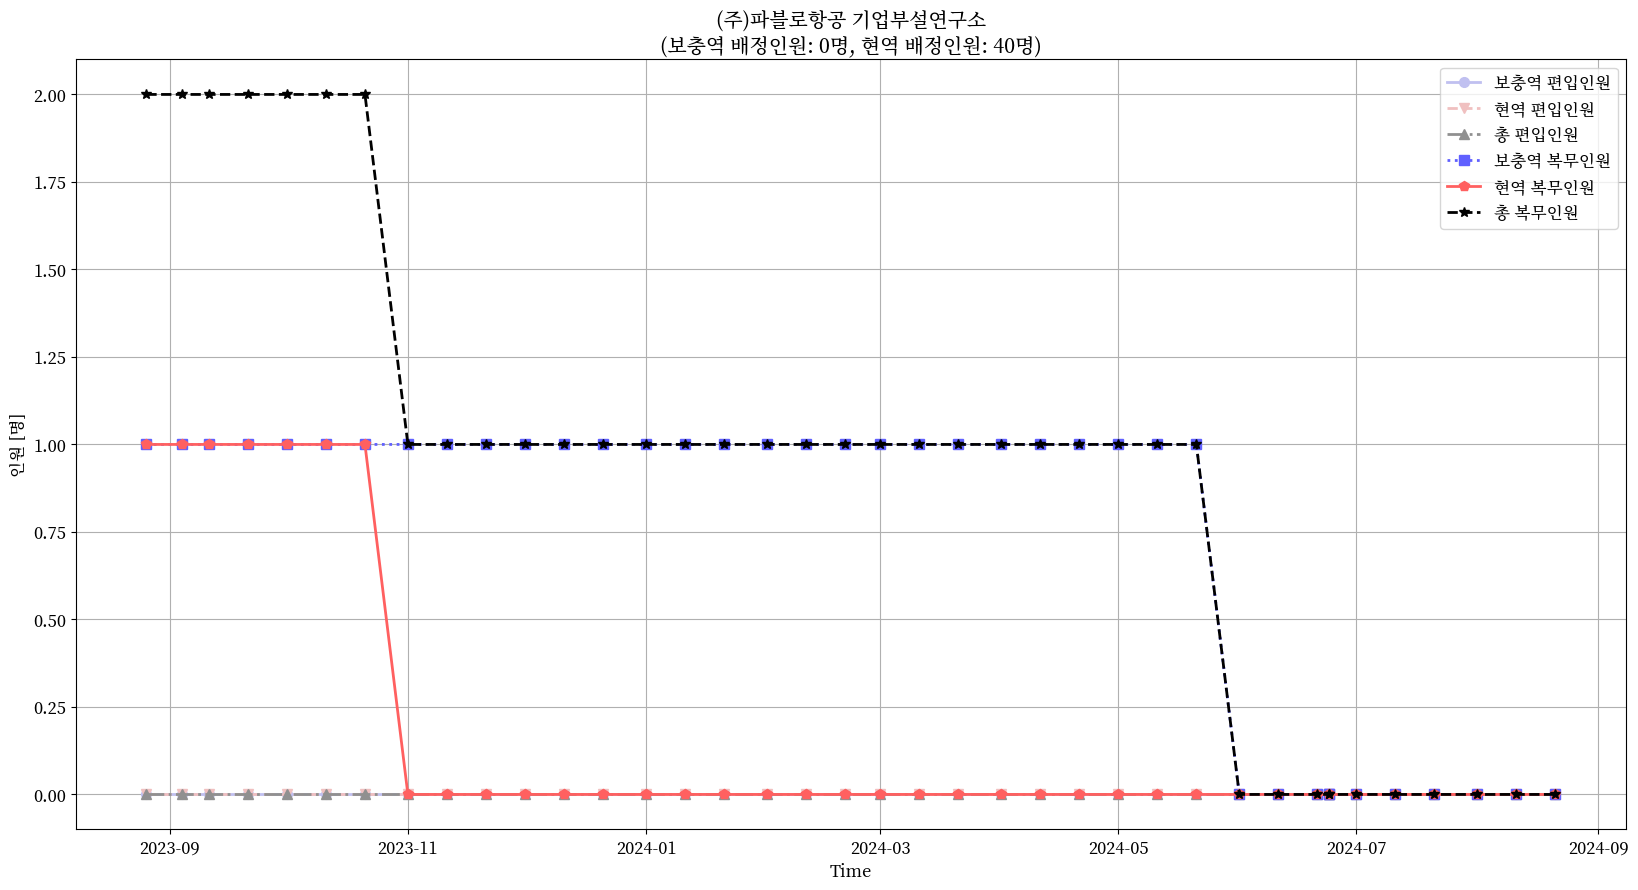 (주)파블로항공 기업부설연구소
(보충역 배정인원: 0명, 현역 배정인원: 40명)
보충역 편입인원
현역 편입인원
총 편입인원
보충역 복무인원
현역 복무인원
총 복무인원
2.00
1.75
1.50
1.25
1.00
0.75
0.50
0.25
0.00
인원 [명]
2023-09
2023-11
2024-01
2024-03
2024-05
2024-07
2024-09
Time